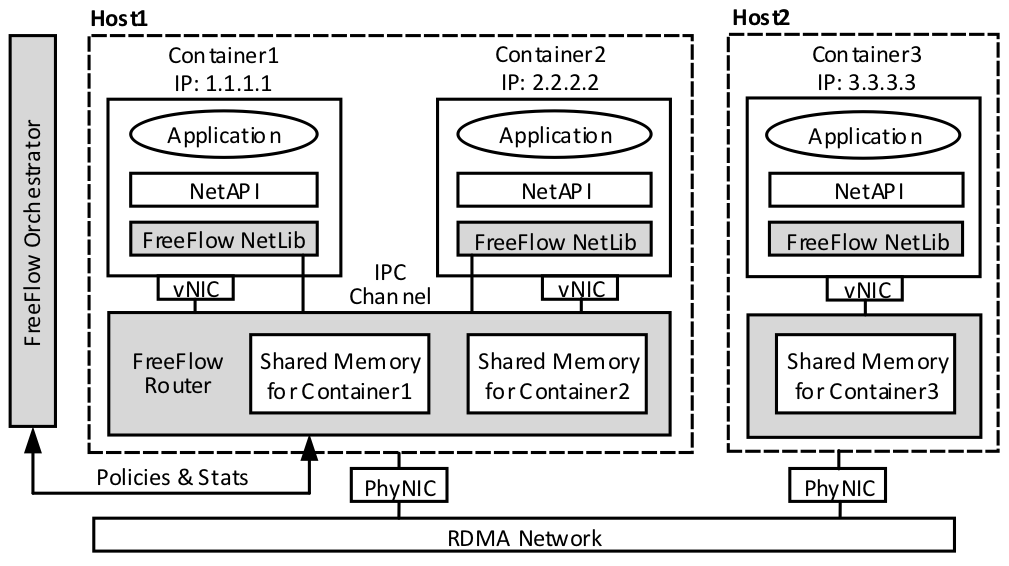 Host1
Host2
FreeFlow Orchestrator
Container1
IP: 1.1.1.1
Application
NetAPI
FreeFlow NetLib
vNIC
Container2
IP: 2.2.2.2
Application
NetAPI
FreeFlow NetLib
vNIC
IPC
Channel
Container3
IP: 3.3.3.3
Application
NetAPI
FreeFlow NetLib
vNIC
FreeFlow
Router
Shared Memory
for Container1
Shared Memory
for Container2
Shared Memory
for Container3
Policies & Stats
PhyNIC
PhyNIC
RDMA Network